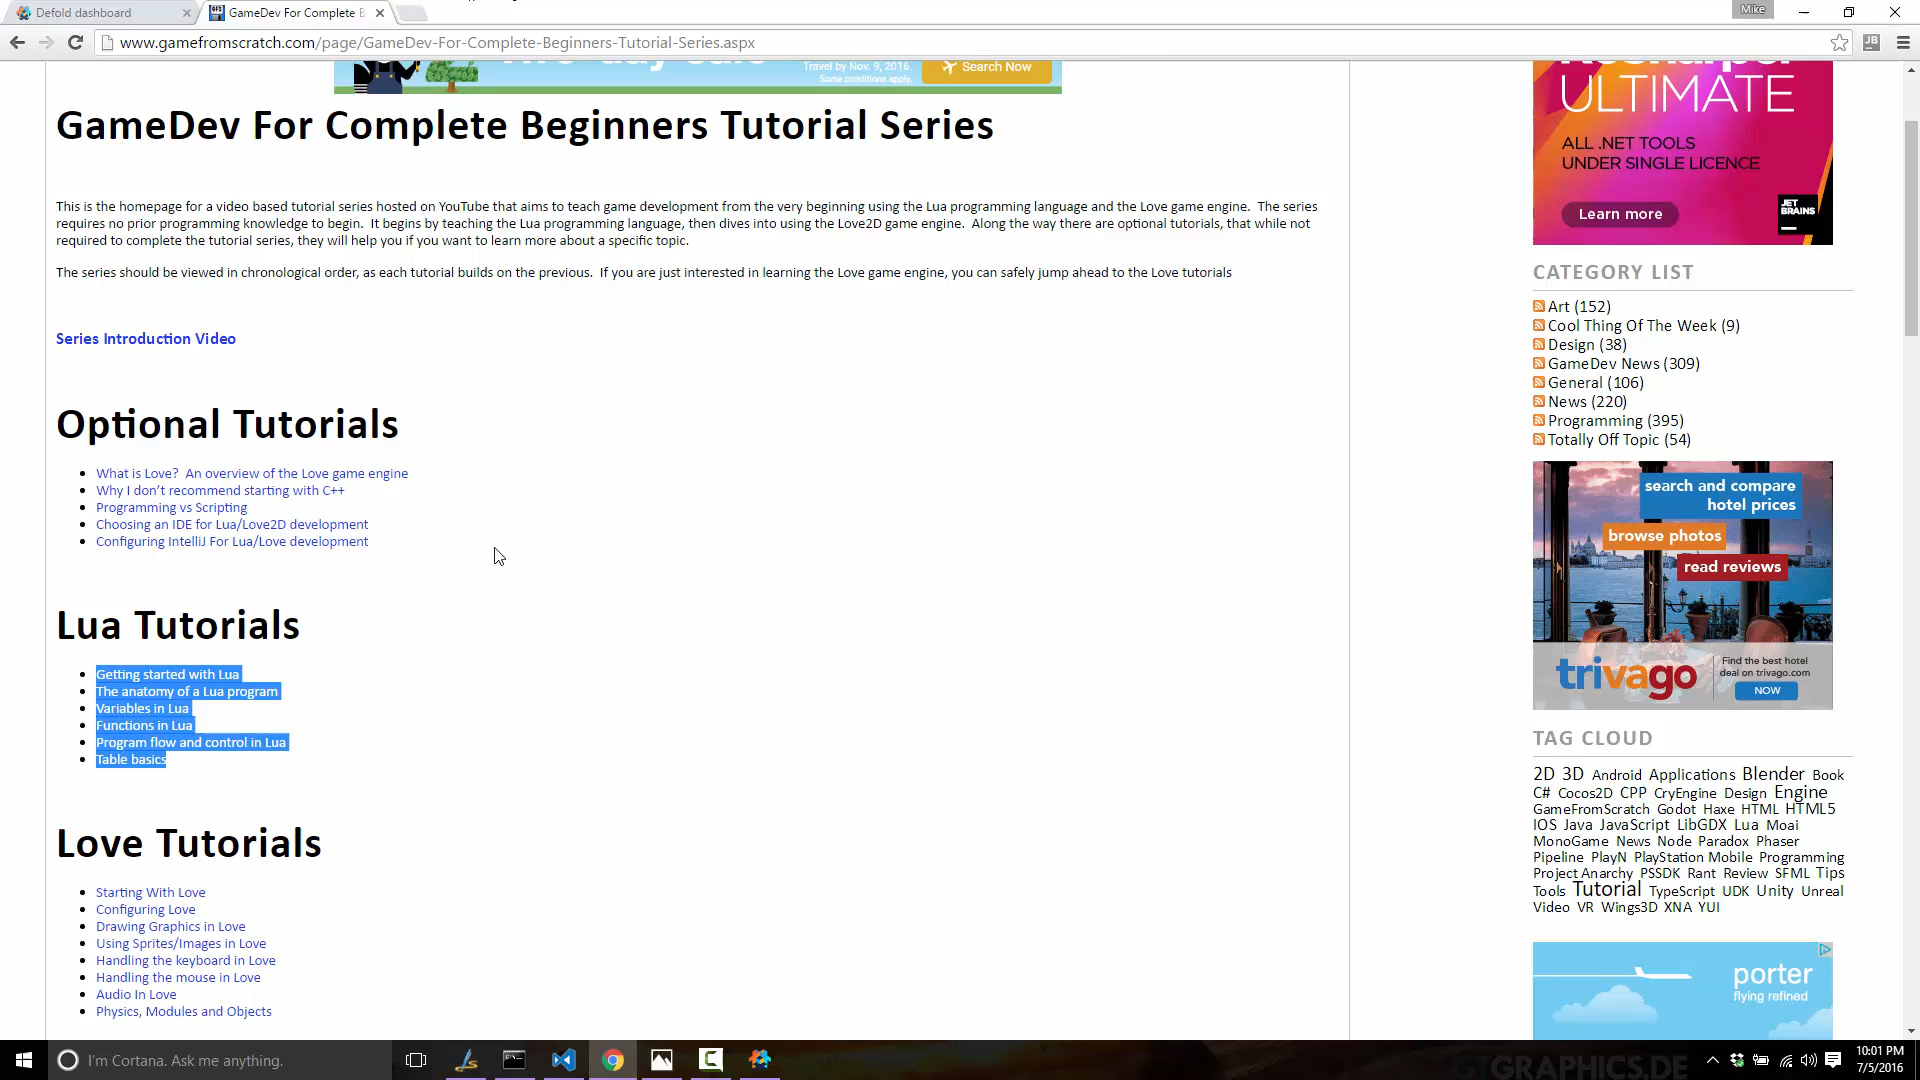 Defold dashboard
GameDev For Complete B
Mike
www.gamefromscratch.com/page/GameDev-For-Complete-Beginners-Tutorial-Series.aspx
JB
Travel by Nov. 9, 2016.
Some conditions apply.
Search Now
GameDev For Complete Beginners Tutorial Series
This is the homepage for a video based tutorial series hosted on YouTube that aims to teach game development from the very beginning using the Lua programming language and the Love game engine.  The series
requires no prior programming knowledge to begin.  It begins by teaching the Lua programming language, then dives into using the Love2D game engine.  Along the way there are optional tutorials, that while not
required to complete the tutorial series, they will help you if you want to learn more about a specific topic.
The series should be viewed in chronological order, as each tutorial builds on the previous.  If you are just interested in learning the Love game engine, you can safely jump ahead to the Love tutorials
Series Introduction Video
Optional Tutorials
What is Love?  An overview of the Love game engine
Why I don't recommend starting with C++
Programming vs Scripting
Choosing an IDE for Lua/Love2D development
Configuring IntelliJ For Lua/Love development
Lua Tutorials
Getting started with Lua
The anatomy of a Lua program
Variables in Lua
Functions in Lua
Program flow and control in Lua
Table basics
Love Tutorials
Starting With Love
Configuring Love
Drawing Graphics in Love
Using Sprites/Images in Love
Handling the keyboard in Love
Handling the mouse in Love
Audio In Love
Physics, Modules and Objects
ULTIMATE
ALL .NET TOOLS
UNDER SINGLE LICENCE
Learn more
JET
BRAINS
CATEGORY LIST
Art (152)
Cool Thing Of The Week (9)
Design (38)
GameDev News (309)
General (106)
News (220)
Programming (395)
Totally Off Topic (54)
search and compare
hotel prices
browse photos
read reviews
trivago
Find the best hotel
deal on trivago.com
NOW
TAG CLOUD
2D 3D Android Applications Blender Book
C# Cocos2D CPP CryEngine Design Engine
GameFromScratch Godot Haxe HTML HTML5
IOS Java JavaScript LibGDX Lua Moai
MonoGame News Node Paradox Phaser
Pipeline PlayN PlayStation Mobile Programming
Project Anarchy PSSDK Rant Review SFML Tips
Tools Tutorial TypeScript UDK Unity Unreal
Video VR Wings3D XNA YUI
porter
flying refined
I'm Cortana. Ask me anything.
GTGRAPHICS.DE
10:01 PM
7/5/2016